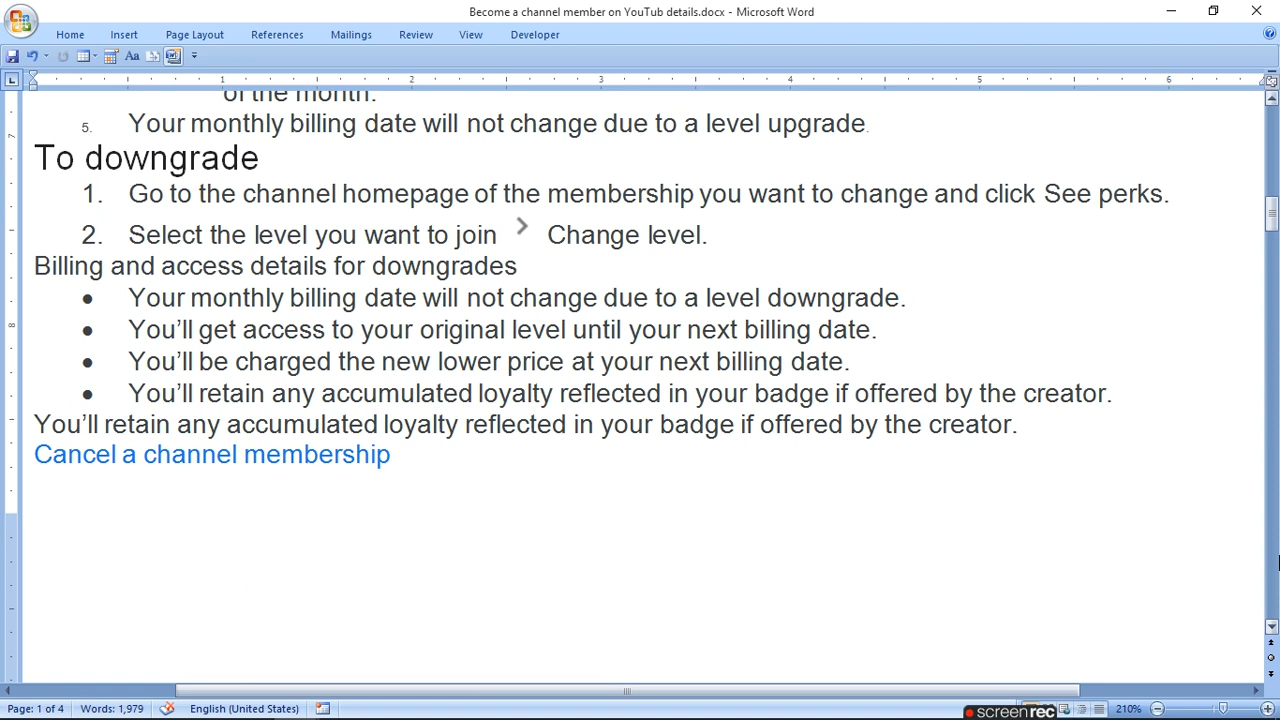 Become a channel member on YouTub details.docx - Microsoft Word
Home Insert Page Layout References Mailings Review View Developer
Aa
1 2 3 4 5 6
of the month.
5. Your monthly billing date will not change due to a level upgrade.
To downgrade
1. Go to the channel homepage of the membership you want to change and click See perks.
2. Select the level you want to join > Change level.
Billing and access details for downgrades
• Your monthly billing date will not change due to a level downgrade.
• You’ll get access to your original level until your next billing date.
• You’ll be charged the new lower price at your next billing date.
• You’ll retain any accumulated loyalty reflected in your badge if offered by the creator.
You’ll retain any accumulated loyalty reflected in your badge if offered by the creator.
Cancel a channel membership
Page: 1 of 4 Words: 1,979 English (United States) 210%
screenrec